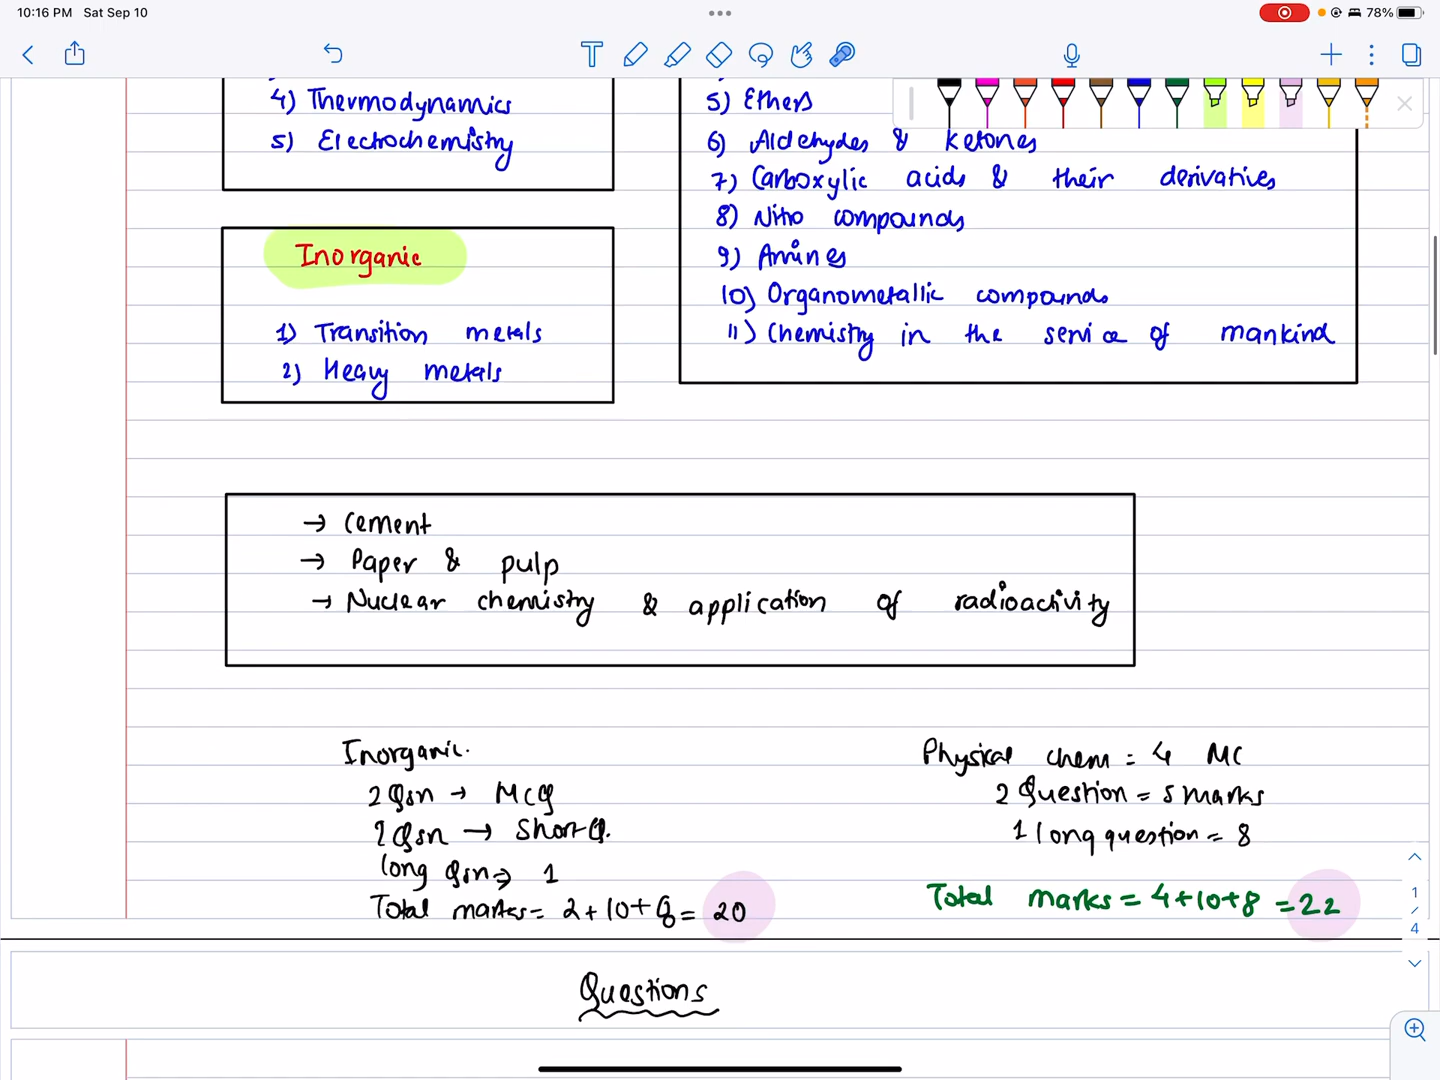 10:16 PM Sat Sep 10
78%
4) Thermodynamics
5) Electrochemistry
5) Ethers
6) Aldehydes & ketones
7) Carboxylic acids & their derivatives
8) Nitro compounds
9) Amines
10) Organometallic compounds
11) Chemistry in the service of mankind
Inorganic
1) Transition metals
2) Heavy metals
→ Cement
→ Paper & pulp
→ Nuclear chemistry & application of radioactivity
Inorganic.
2 Qsn → McQ
2 Qsn → Short Q.
long Qsn → 1
Total marks = 2+10+8 = 20
Physical chem = 4 MC
2 Question = 5 marks
1 long question = 8
Total marks = 4+10+8 = 22
1
/
4
Questions